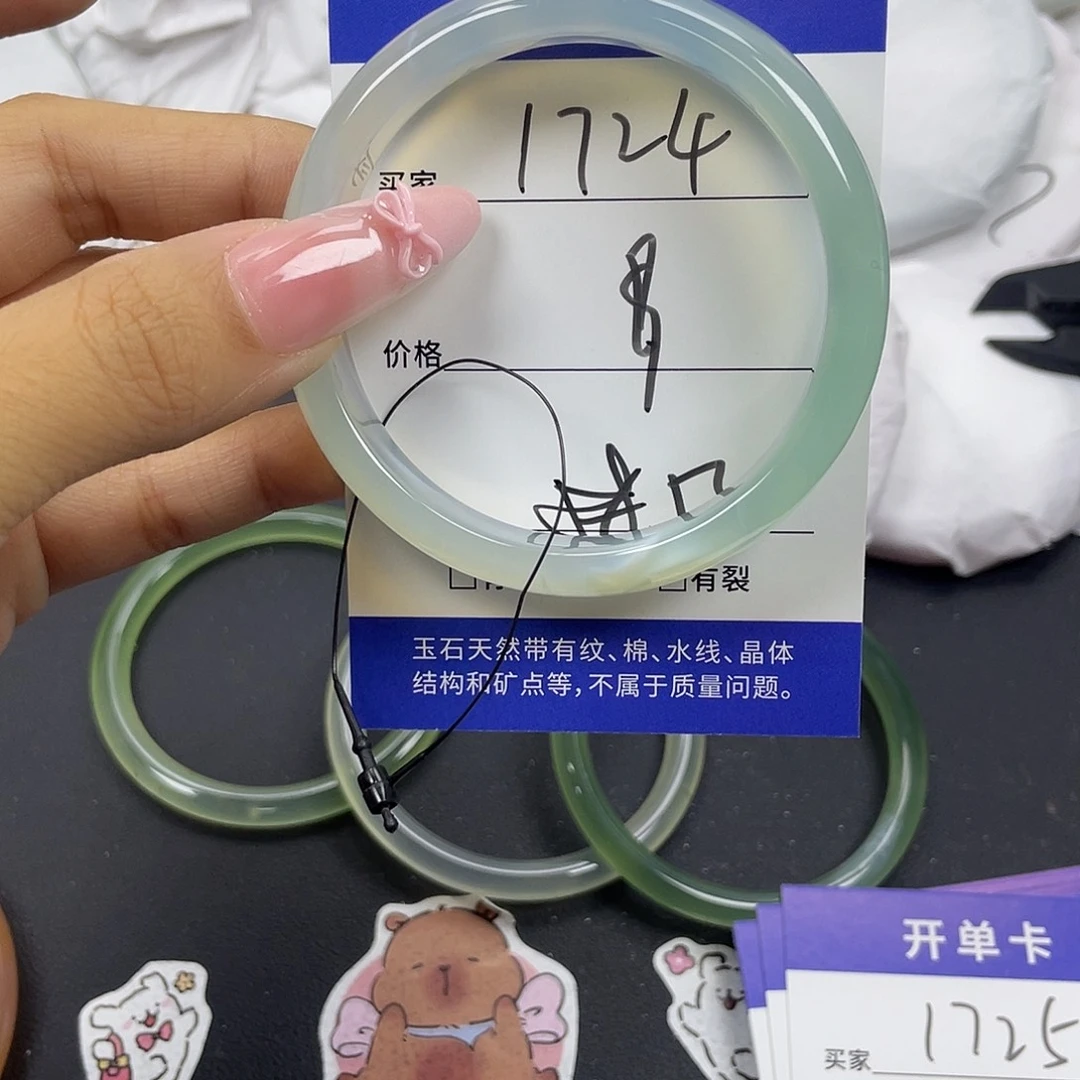 买家 1724
价格
有裂
玉石天然带有纹、棉、水线、晶体
结构和矿点等,不属于质量问题。
开单卡
买家 1725